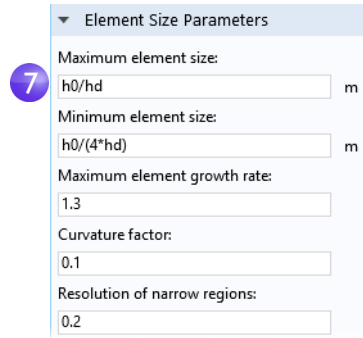 Element Size Parameters
Maximum element size:
7
h0/hd m
Minimum element size:
h0/(4*hd) m
Maximum element growth rate:
1.3
Curvature factor:
0.1
Resolution of narrow regions:
0.2